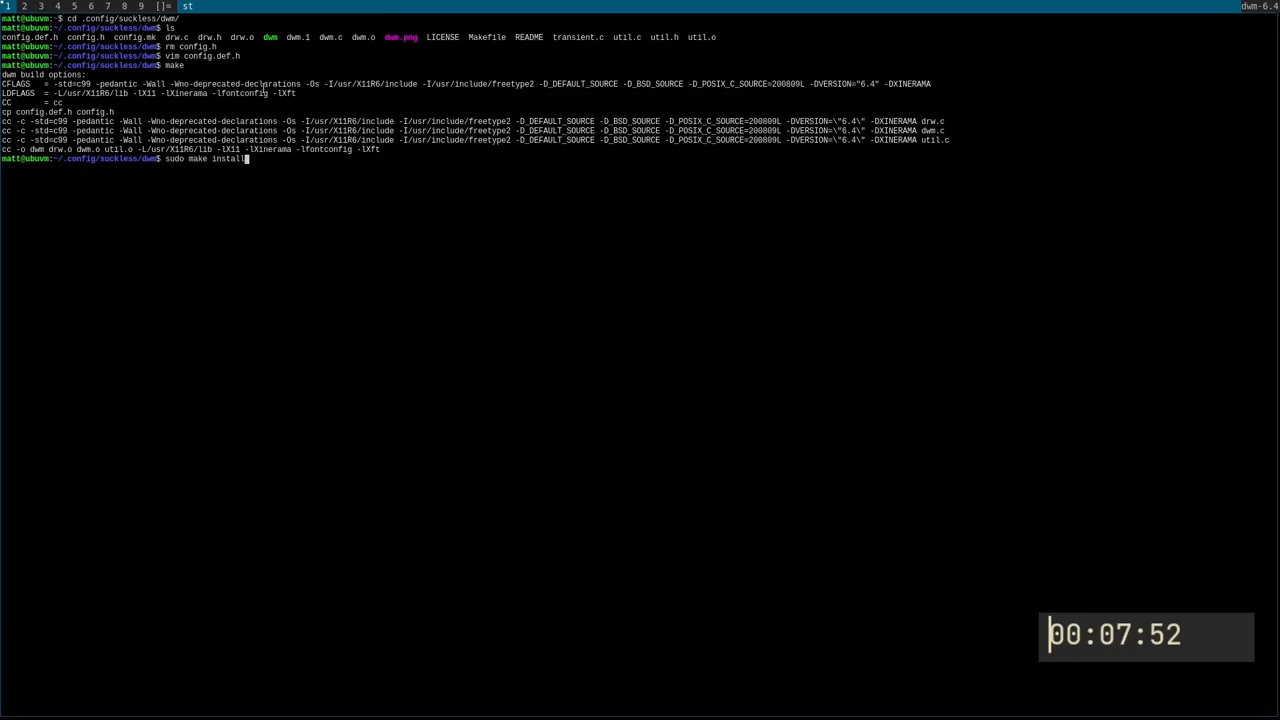 1 2 3 4 5 6 7 8 9 []= st dwm-6.4
matt@ubuvm:~$ cd .config/suckless/dwm/
matt@ubuvm:~/.config/suckless/dwm$ ls
config.def.h config.h config.mk drw.c drw.h drw.o dwm dwm.1 dwm.c dwm.o dwm.png LICENSE Makefile README transient.c util.c util.h util.o
matt@ubuvm:~/.config/suckless/dwm$ rm config.h
matt@ubuvm:~/.config/suckless/dwm$ vim config.def.h
matt@ubuvm:~/.config/suckless/dwm$ make
dwm build options:
CFLAGS = -std=c99 -pedantic -Wall -Wno-deprecated-declarations -Os -I/usr/X11R6/include -I/usr/include/freetype2 -D_DEFAULT_SOURCE -D_BSD_SOURCE -D_POSIX_C_SOURCE=200809L -DVERSION="6.4" -DXINERAMA
LDFLAGS = -L/usr/X11R6/lib -lX11 -lXinerama -lfontconfig -lXft
CC = cc
cp config.def.h config.h
cc -c -std=c99 -pedantic -Wall -Wno-deprecated-declarations -Os -I/usr/X11R6/include -I/usr/include/freetype2 -D_DEFAULT_SOURCE -D_BSD_SOURCE -D_POSIX_C_SOURCE=200809L -DVERSION=\"6.4\" -DXINERAMA drw.c
cc -c -std=c99 -pedantic -Wall -Wno-deprecated-declarations -Os -I/usr/X11R6/include -I/usr/include/freetype2 -D_DEFAULT_SOURCE -D_BSD_SOURCE -D_POSIX_C_SOURCE=200809L -DVERSION=\"6.4\" -DXINERAMA dwm.c
cc -c -std=c99 -pedantic -Wall -Wno-deprecated-declarations -Os -I/usr/X11R6/include -I/usr/include/freetype2 -D_DEFAULT_SOURCE -D_BSD_SOURCE -D_POSIX_C_SOURCE=200809L -DVERSION=\"6.4\" -DXINERAMA util.c
cc -o dwm drw.o dwm.o util.o -L/usr/X11R6/lib -lX11 -lXinerama -lfontconfig -lXft
matt@ubuvm:~/.config/suckless/dwm$ sudo make install
00:07:52